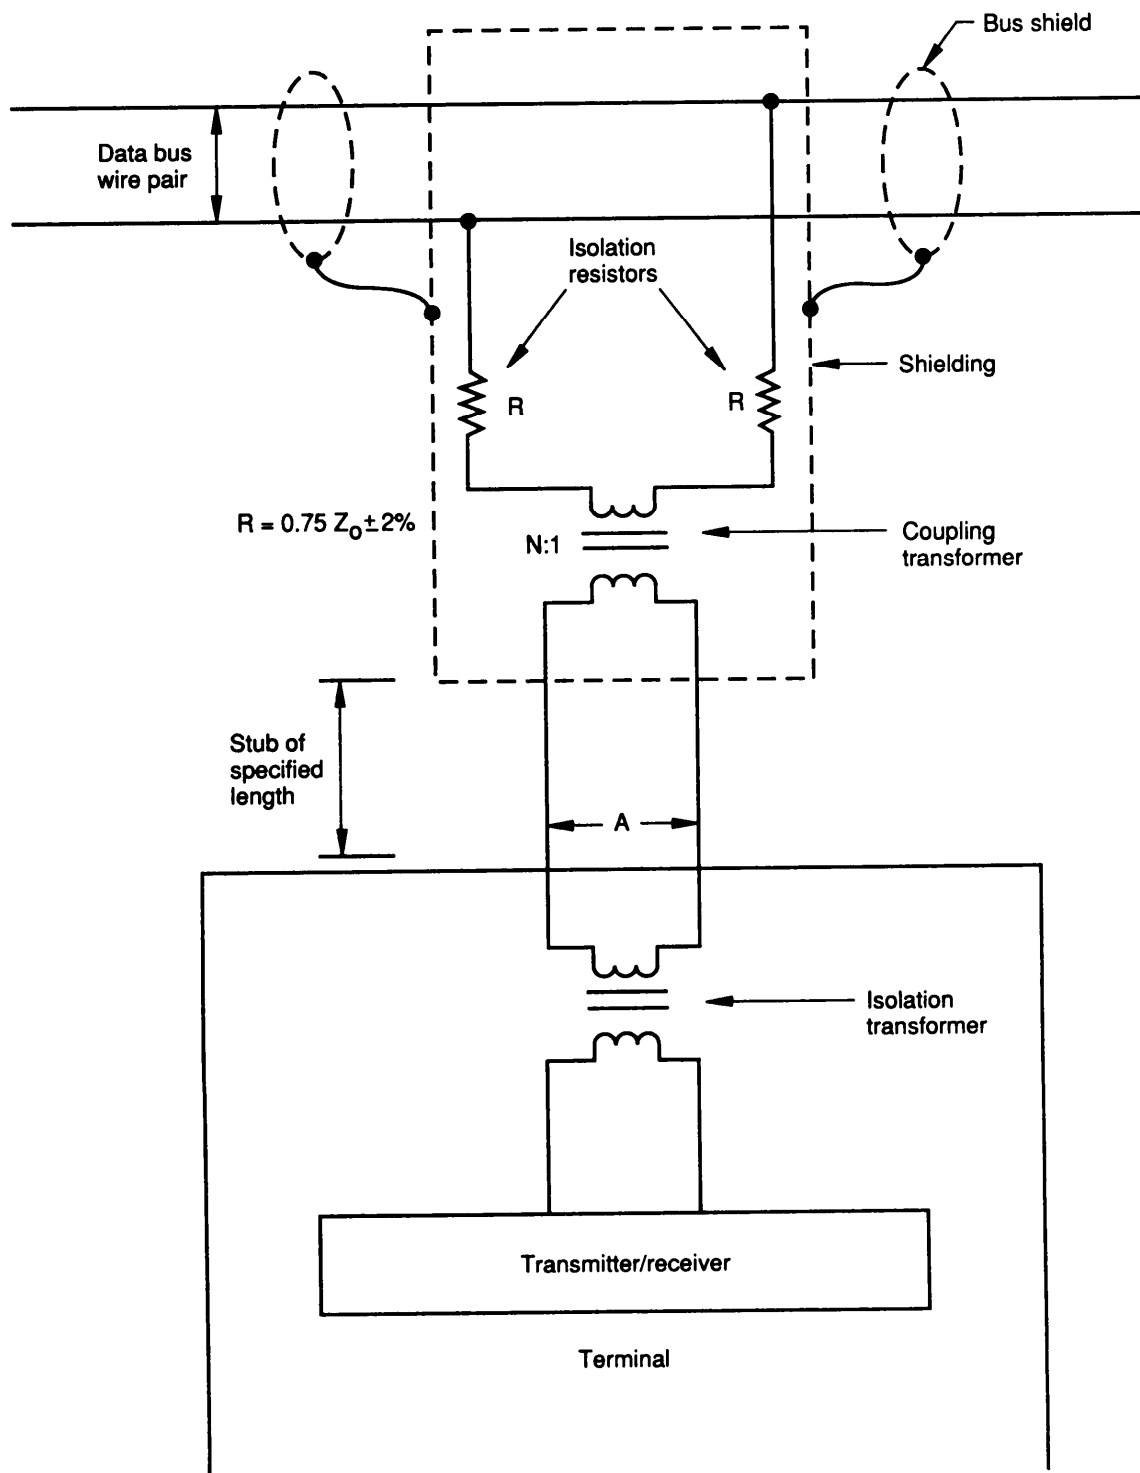 Bus shield
Data bus
wire pair
Isolation
resistors
Shielding
R
R
R = 0.75 Z₀ ± 2%
N:1
Coupling
transformer
Stub of
specified
length
A
Isolation
transformer
Transmitter/receiver
Terminal